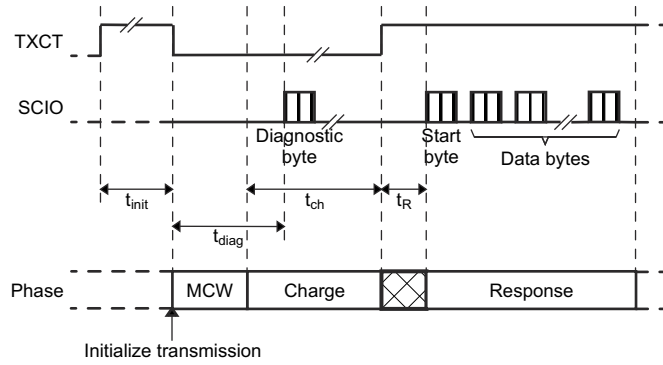 TXCT
SCIO
Diagnostic
byte
Start
byte
Data bytes
tinit
tch
tR
tdiag
Phase
MCW
Charge
Response
Initialize transmission